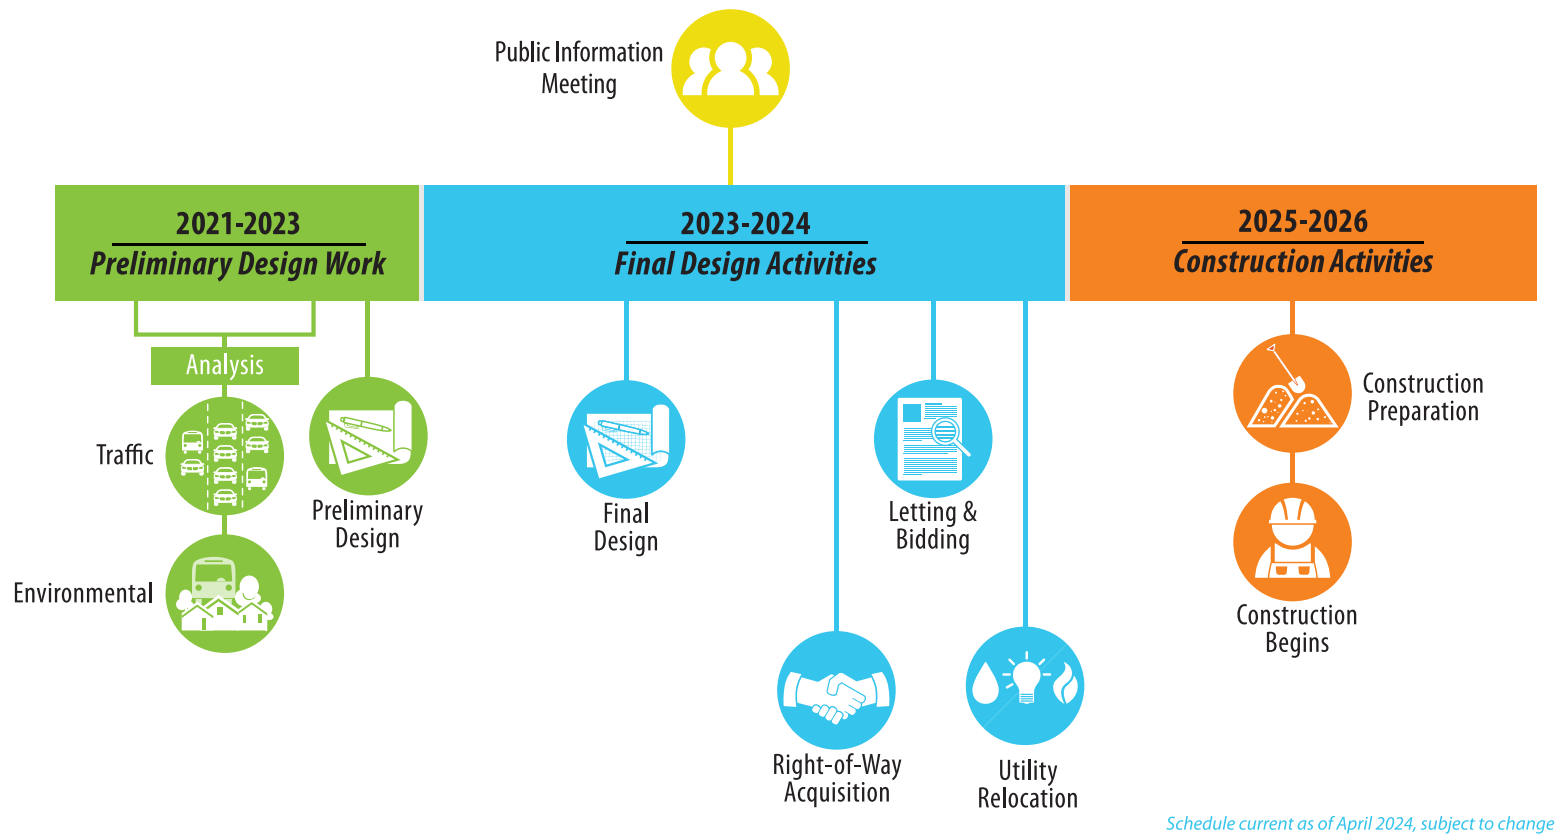 Public Information
Meeting
2021-2023
Preliminary Design Work
2023-2024
Final Design Activities
2025-2026
Construction Activities
Analysis
Traffic
Environmental
Preliminary
Design
Final
Design
Right-of-Way
Acquisition
Letting &
Bidding
Utility
Relocation
Construction
Preparation
Construction
Begins
Schedule current as of April 2024, subject to change